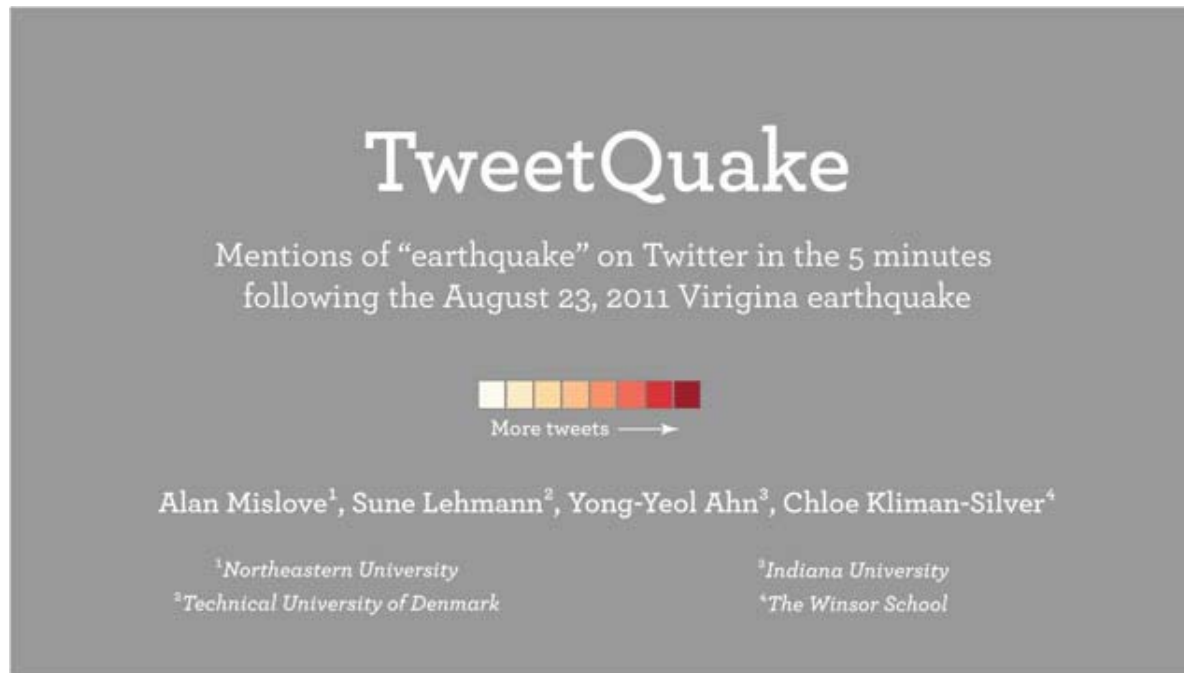 TweetQuake
Mentions of “earthquake” on Twitter in the 5 minutes
following the August 23, 2011 Virigina earthquake
More tweets
Alan Mislove¹, Sune Lehmann², Yong-Yeol Ahn³, Chloe Kliman-Silver⁴
¹Northeastern University
²Technical University of Denmark
³Indiana University
⁴The Winsor School